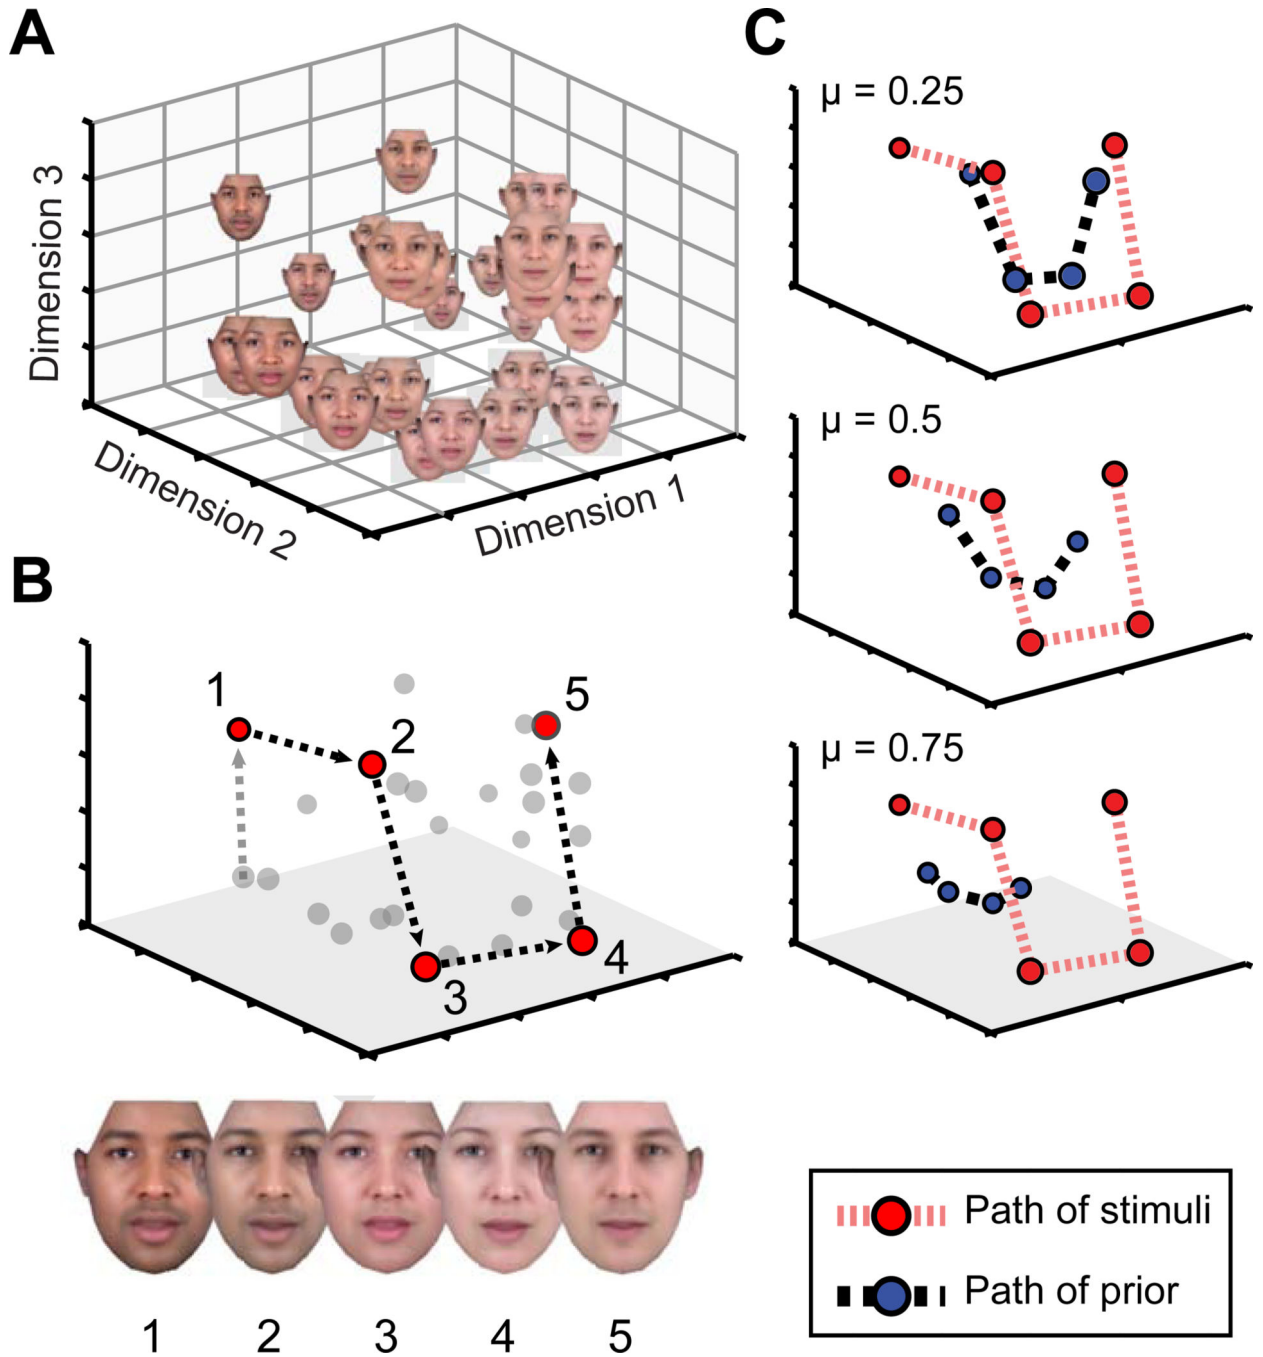 A
Dimension 3
Dimension 2
Dimension 1
B
1
2
3
4
5
1 2 3 4 5
C
μ = 0.25
μ = 0.5
μ = 0.75
Path of stimuli
Path of prior